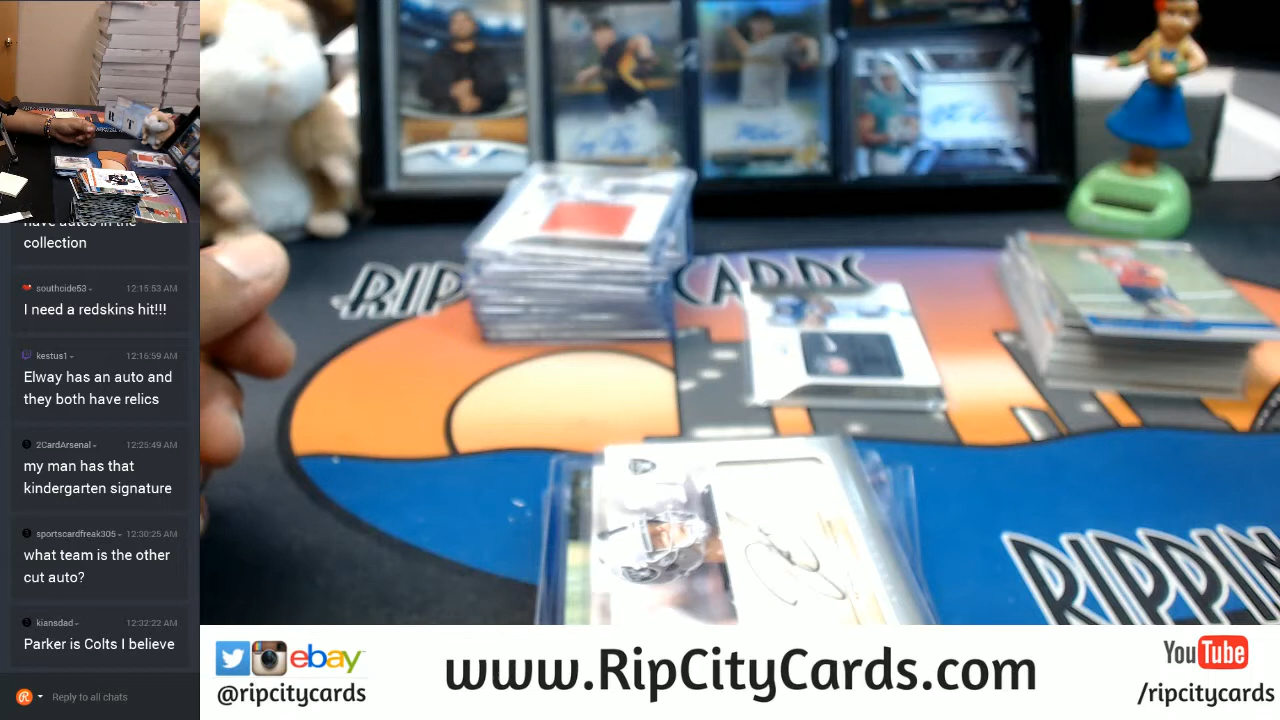 have autos in the
collection
southcide53
12:15:53 AM
I need a redskins hit!!!
kestus1
12:16:59 AM
Elway has an auto and
they both have relics
2CardArsenal
12:25:49 AM
my man has that
kindergarten signature
sportscardfreak305
12:30:25 AM
what team is the other
cut auto?
kiansdad
12:32:22 AM
Parker is Colts I believe
Reply to all chats
RIP
CARDS
RIPPIN
ebay
@ripcitycards
www.RipCityCards.com
YouTube
/ripcitycards